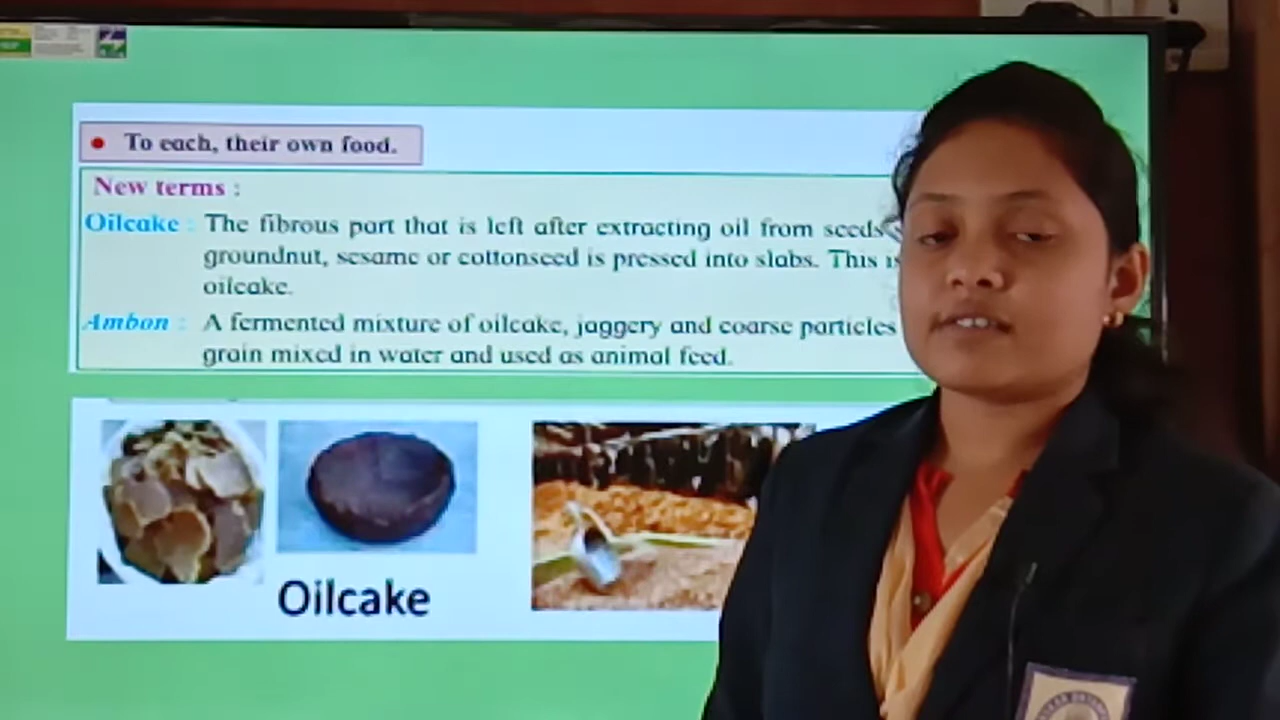 To each, their own food.
New terms :
Oilcake : The fibrous part that is left after extracting oil from seeds
groundnut, sesame or cottonseed is pressed into slabs. This is
oilcake.
Ambon : A fermented mixture of oilcake, jaggery and coarse particles
grain mixed in water and used as animal feed.
Oilcake